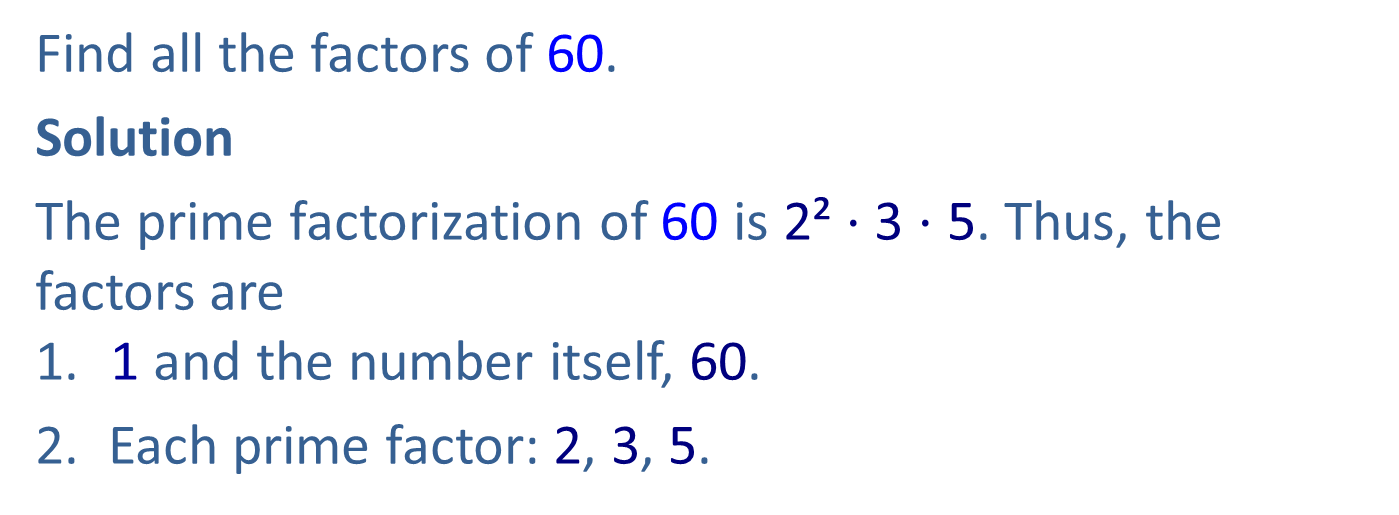 Find all the factors of 60.
Solution
The prime factorization of 60 is 2² · 3 · 5. Thus, the
factors are
1. 1 and the number itself, 60.
2. Each prime factor: 2, 3, 5.